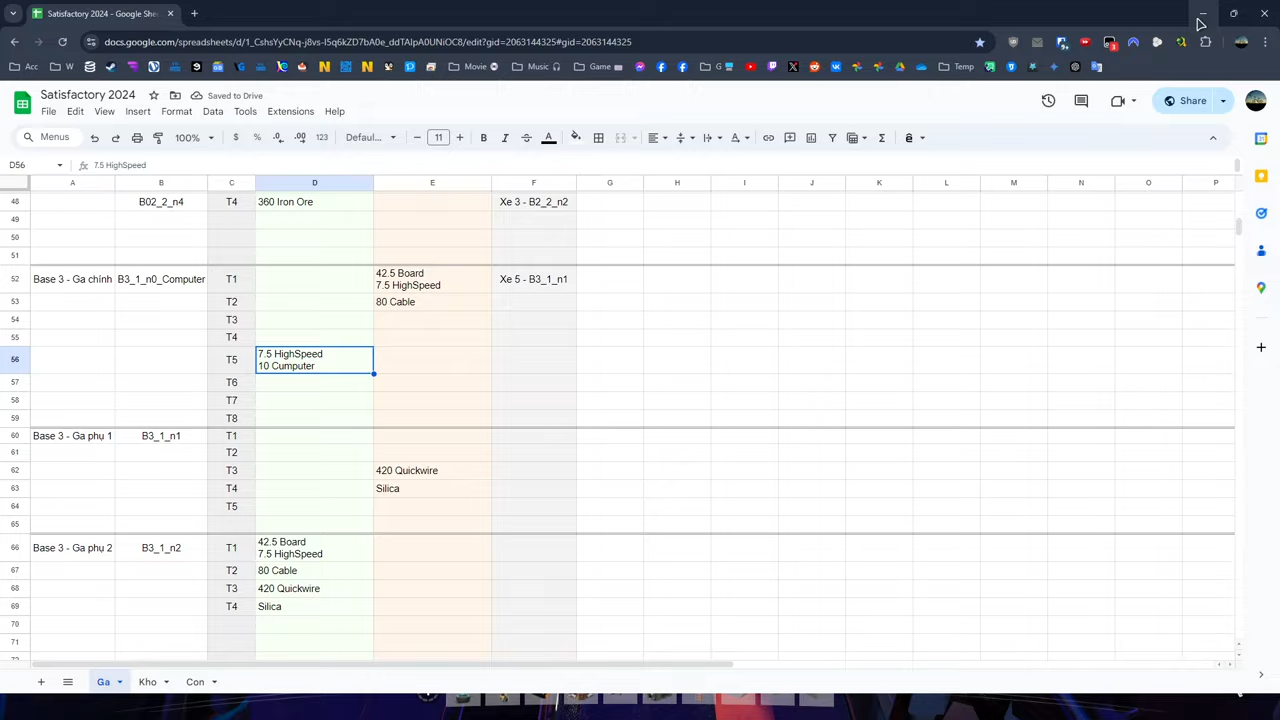 Satisfactory 2024 - Google She
docs.google.com/spreadsheets/d/1_CshsYyCNq-j8vs-I5q6kZD7bA0e_ddTAIpA0UNiOC8/edit?gid=2063144325#gid=2063144325
Acc
W
Movie
Music
Game
G
Temp
Satisfactory 2024
Saved to Drive
File Edit View Insert Format Data Tools Extensions Help
Share
Menus
100%
$ % .0 .00 123
Defaul...
11
D56
7.5 HighSpeed
A B C D E F G H I J K L M N O P
48 B02_2_n4 T4 360 Iron Ore Xe 3 - B2_2_n2
49
50
51
52 Base 3 - Ga chính B3_1_n0_Computer T1 42.5 Board Xe 5 - B3_1_n1
7.5 HighSpeed
53 T2 80 Cable
54 T3
55 T4
56 T5 7.5 HighSpeed
10 Cumputer
57 T6
58 T7
59 T8
60 Base 3 - Ga phụ 1 B3_1_n1 T1
61 T2
62 T3 420 Quickwire
63 T4 Silica
64 T5
65
66 Base 3 - Ga phụ 2 B3_1_n2 T1 42.5 Board
7.5 HighSpeed
67 T2 80 Cable
68 T3 420 Quickwire
69 T4 Silica
70
71
Ga Kho Con